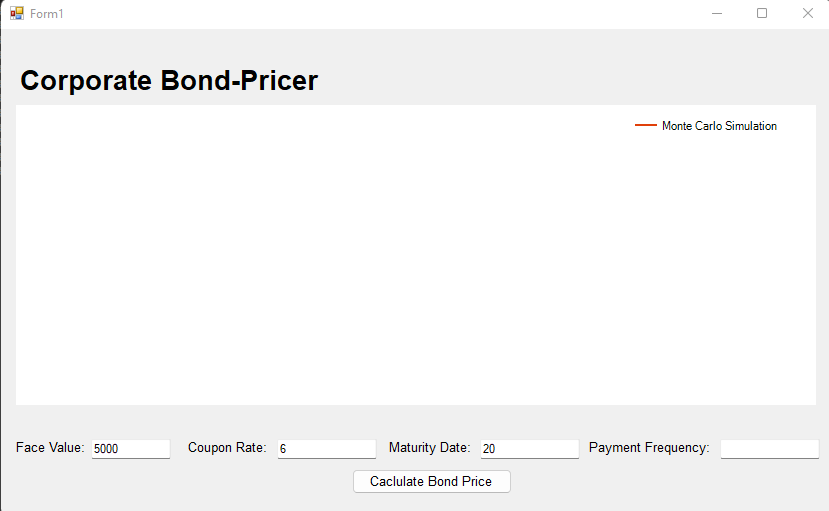 Form1
Corporate Bond-Pricer
Monte Carlo Simulation
Face Value: 5000 Coupon Rate: 6 Maturity Date: 20 Payment Frequency:
Caclulate Bond Price